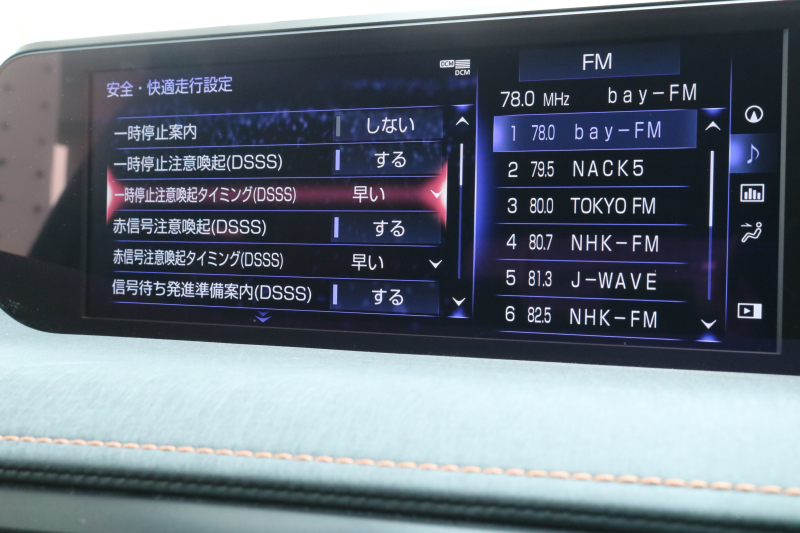 DCM
DCM
安全・快適走行設定
一時停止案内 しない
一時停止注意喚起(DSSS) する
一時停止注意喚起タイミング(DSSS) 早い
赤信号注意喚起(DSSS) する
赤信号注意喚起タイミング(DSSS) 早い
信号待ち発進準備案内(DSSS) する
FM
78.0 MHz bay-FM
1 78.0 bay-FM
2 79.5 NACK5
3 80.0 TOKYO FM
4 80.7 NHK-FM
5 81.3 J-WAVE
6 82.5 NHK-FM